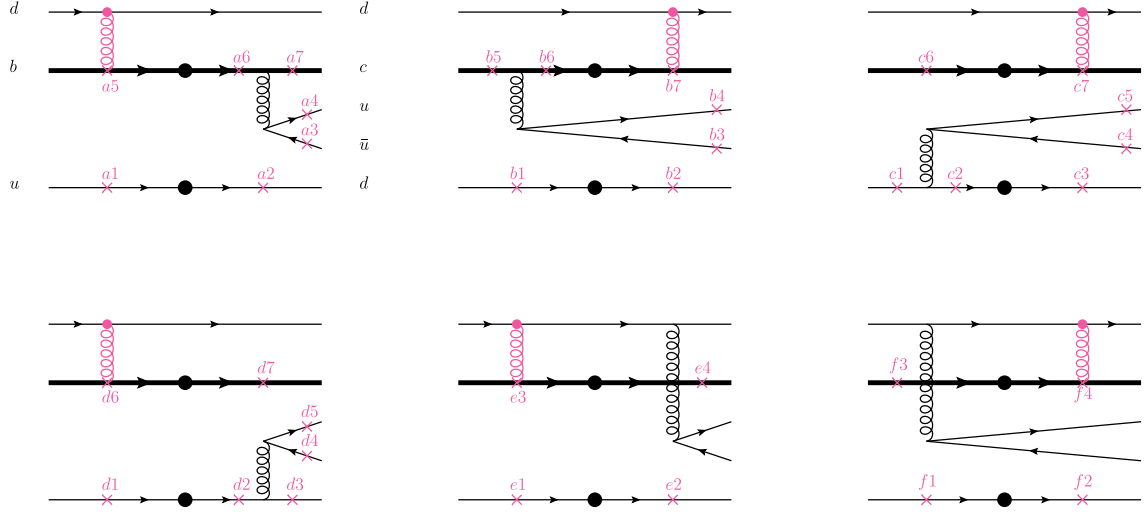 d d d
a6 a7 b5 b6 c6
b c
a5 b7 c7
a4 u b4 c5
a3 ū b3 c4
a1 a2 b1 b2 c1 c2 c3
u d
d7 e4 f3
d6 e3 f4
d5
d4
d1 d2 d3 e1 e2 f1 f2